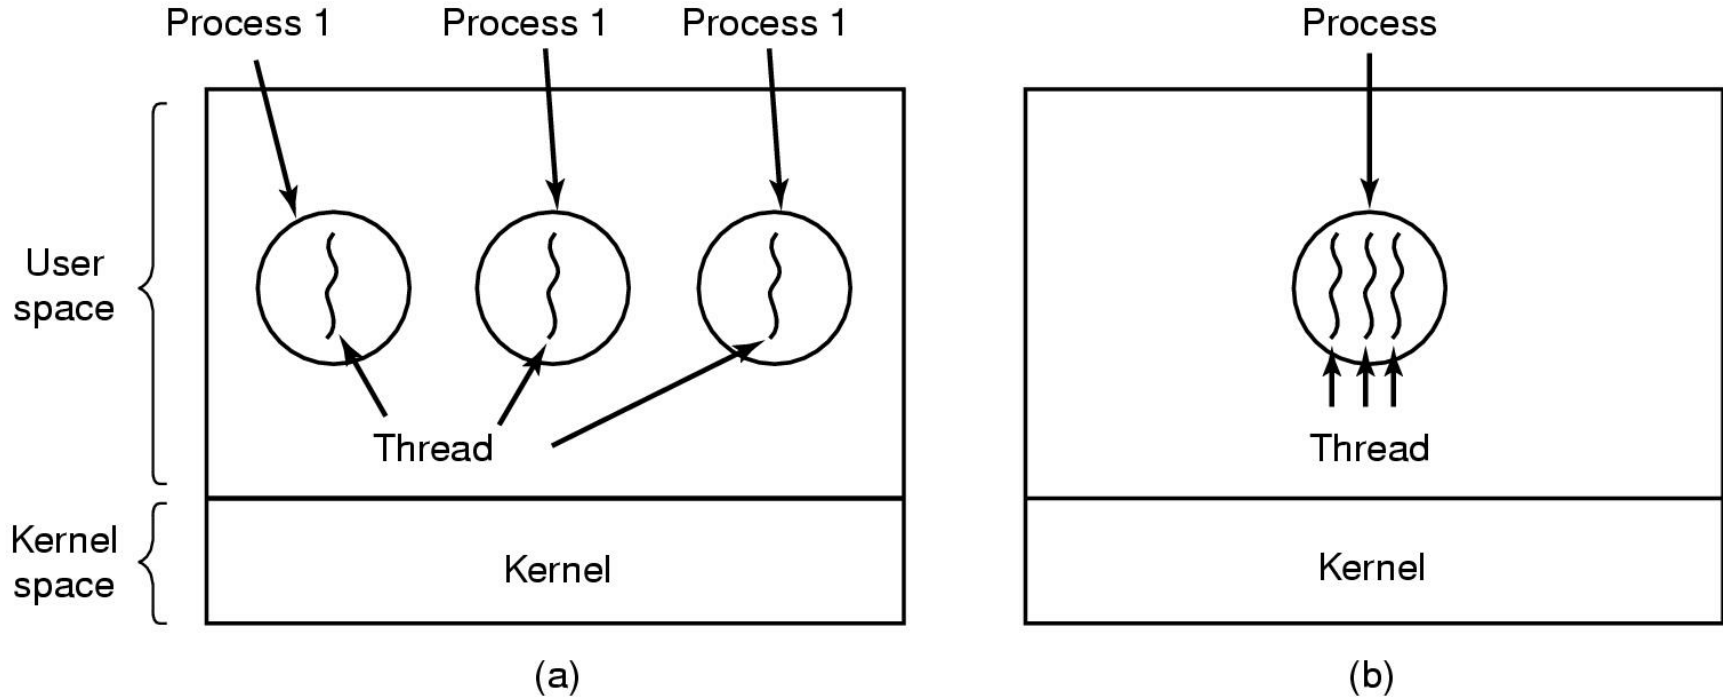 Process 1
Process 1
Process 1
Process
User
space
Thread
Thread
Kernel
space
Kernel
Kernel
(a)
(b)